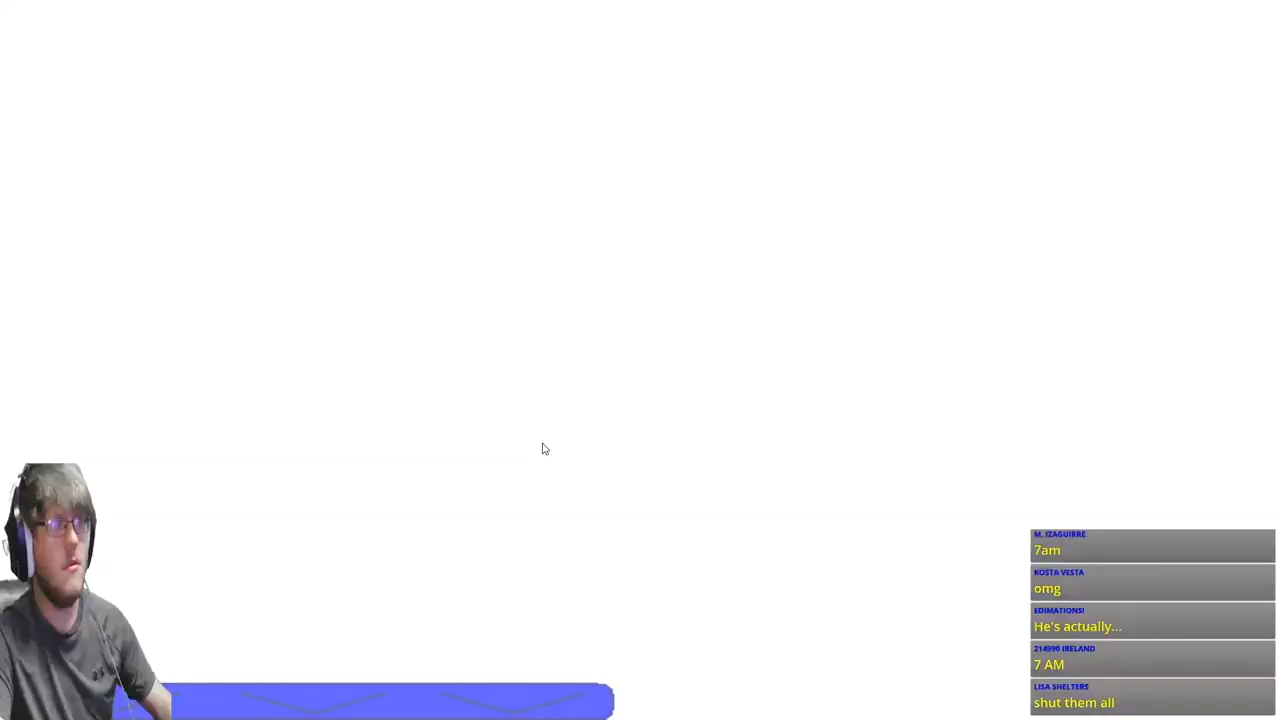 M. IZAGUIRRE
7am
KOSTA VESTA
omg
EDIMATIONS!
He's actually...
214990 IRELAND
7 AM
LISA SHELTERS
shut them all